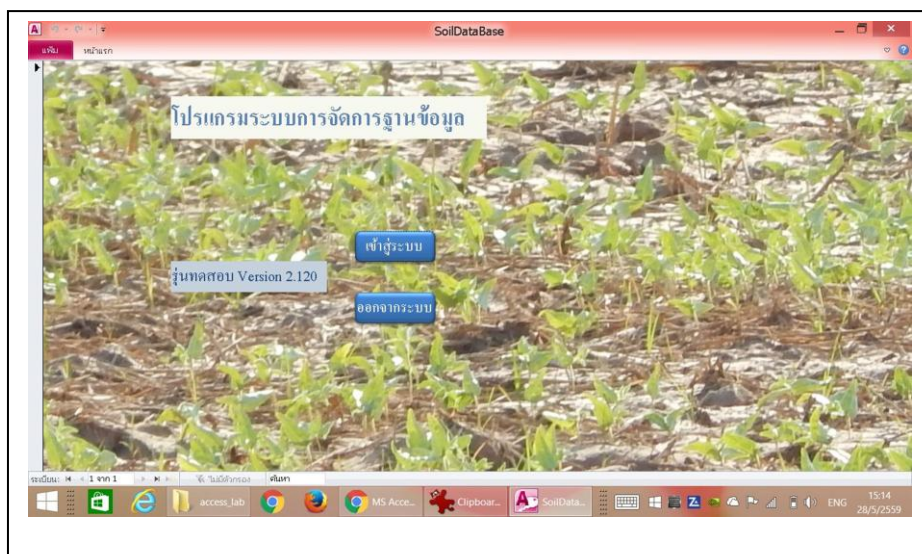 SoilDataBase
แฟ้ม หน้าแรก
โปรแกรมระบบการจัดการฐานข้อมูล
เข้าสู่ระบบ
รุ่นทดสอบ Version 2.120
ออกจากระบบ
ระเบียน: 1 จาก 1 ไม่มีตัวกรอง ค้นหา
access_lab MS Acce... Clipboar... SoilData... ENG 15:14
28/5/2559